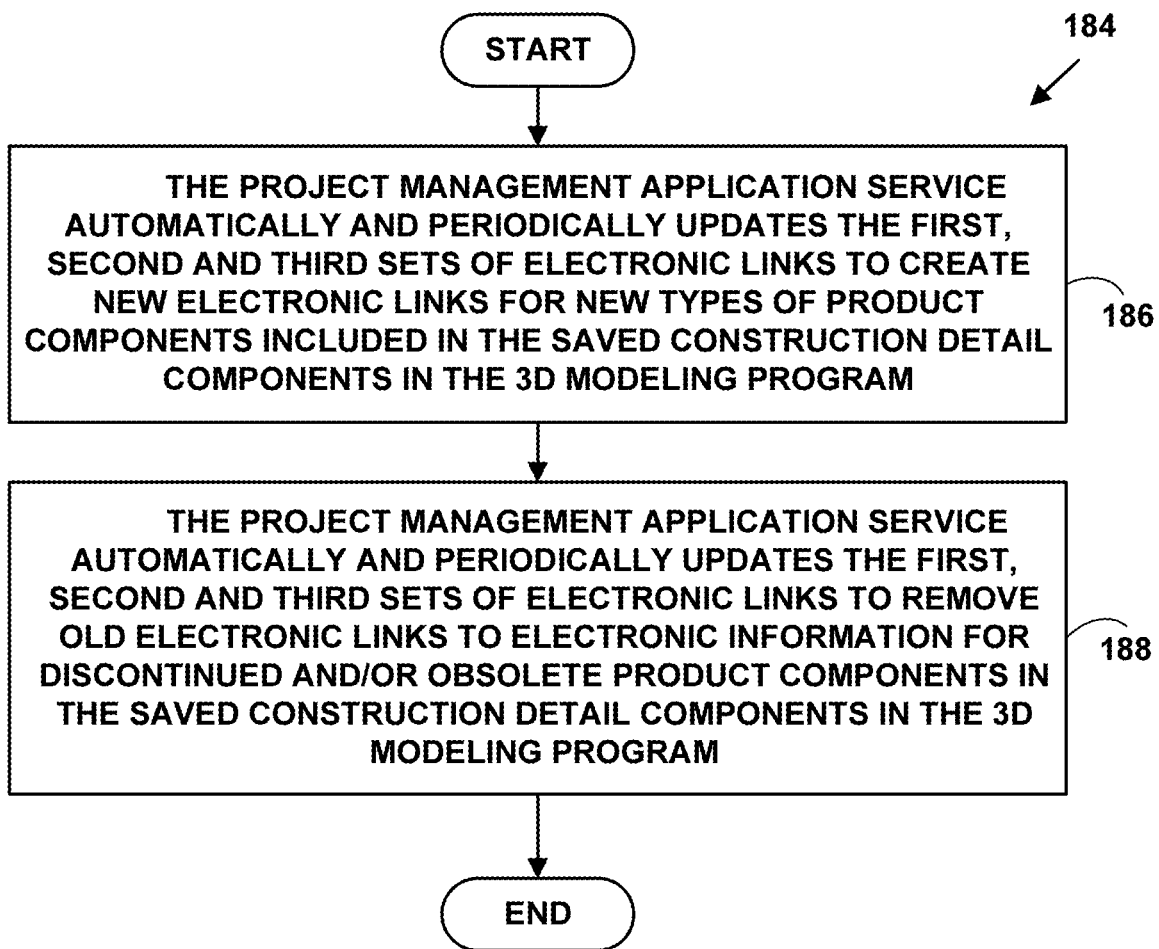 184
START
THE PROJECT MANAGEMENT APPLICATION SERVICE
AUTOMATICALLY AND PERIODICALLY UPDATES THE FIRST,
SECOND AND THIRD SETS OF ELECTRONIC LINKS TO CREATE
NEW ELECTRONIC LINKS FOR NEW TYPES OF PRODUCT
COMPONENTS INCLUDED IN THE SAVED CONSTRUCTION DETAIL
COMPONENTS IN THE 3D MODELING PROGRAM
186
THE PROJECT MANAGEMENT APPLICATION SERVICE
AUTOMATICALLY AND PERIODICALLY UPDATES THE FIRST,
SECOND AND THIRD SETS OF ELECTRONIC LINKS TO REMOVE
OLD ELECTRONIC LINKS TO ELECTRONIC INFORMATION FOR
DISCONTINUED AND/OR OBSOLETE PRODUCT COMPONENTS IN
THE SAVED CONSTRUCTION DETAIL COMPONENTS IN THE 3D
MODELING PROGRAM
188
END